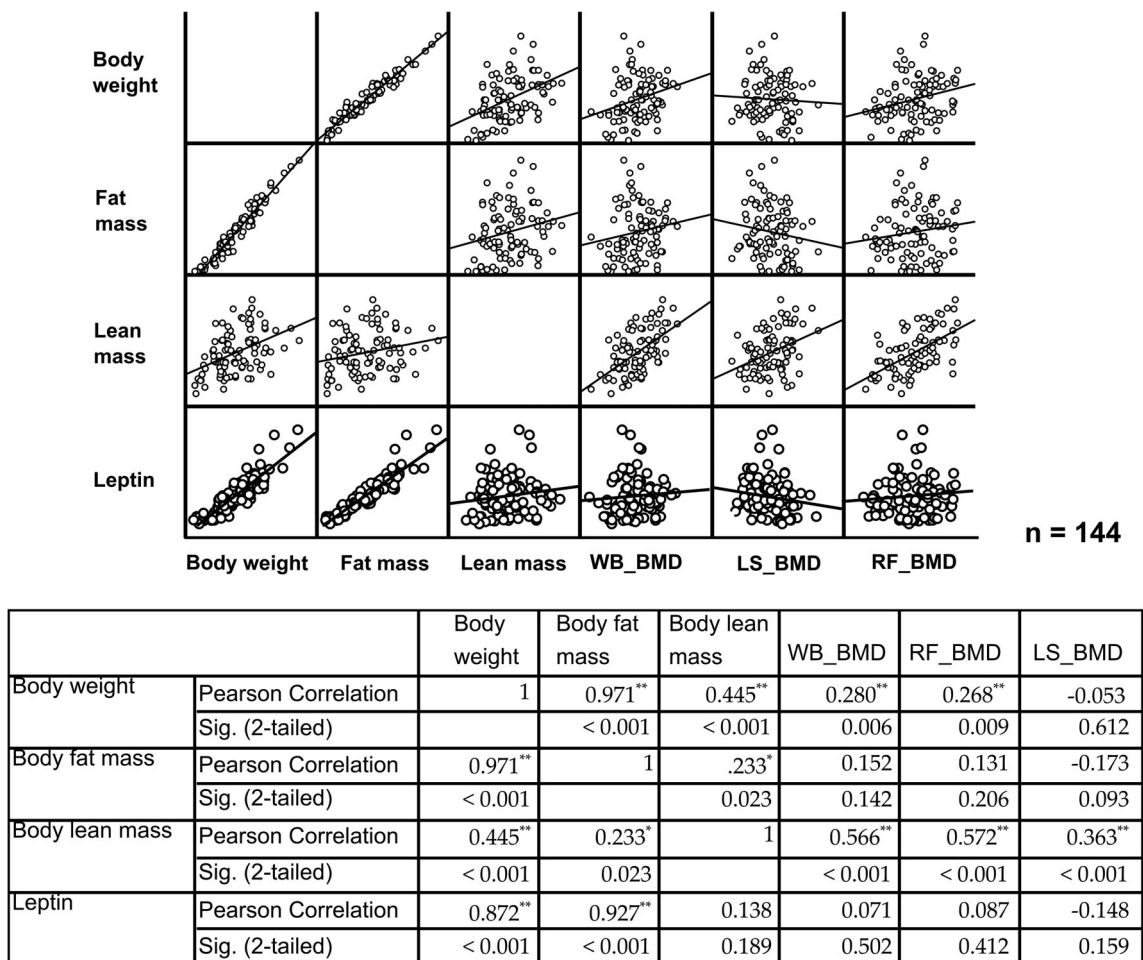 Body
weight
Fat
mass
Lean
mass
Leptin
n = 144
Body weight Fat mass Lean mass WB_BMD LS_BMD RF_BMD
Body weight Body fat mass Body lean mass WB_BMD RF_BMD LS_BMD
Body weight Pearson Correlation 1 0.971** 0.445** 0.280** 0.268** -0.053
Sig. (2-tailed) < 0.001 < 0.001 0.006 0.009 0.612
Body fat mass Pearson Correlation 0.971** 1 .233* 0.152 0.131 -0.173
Sig. (2-tailed) < 0.001 0.023 0.142 0.206 0.093
Body lean mass Pearson Correlation 0.445** 0.233* 1 0.566** 0.572** 0.363**
Sig. (2-tailed) < 0.001 0.023 < 0.001 < 0.001 < 0.001
Leptin Pearson Correlation 0.872** 0.927** 0.138 0.071 0.087 -0.148
Sig. (2-tailed) < 0.001 < 0.001 0.189 0.502 0.412 0.159